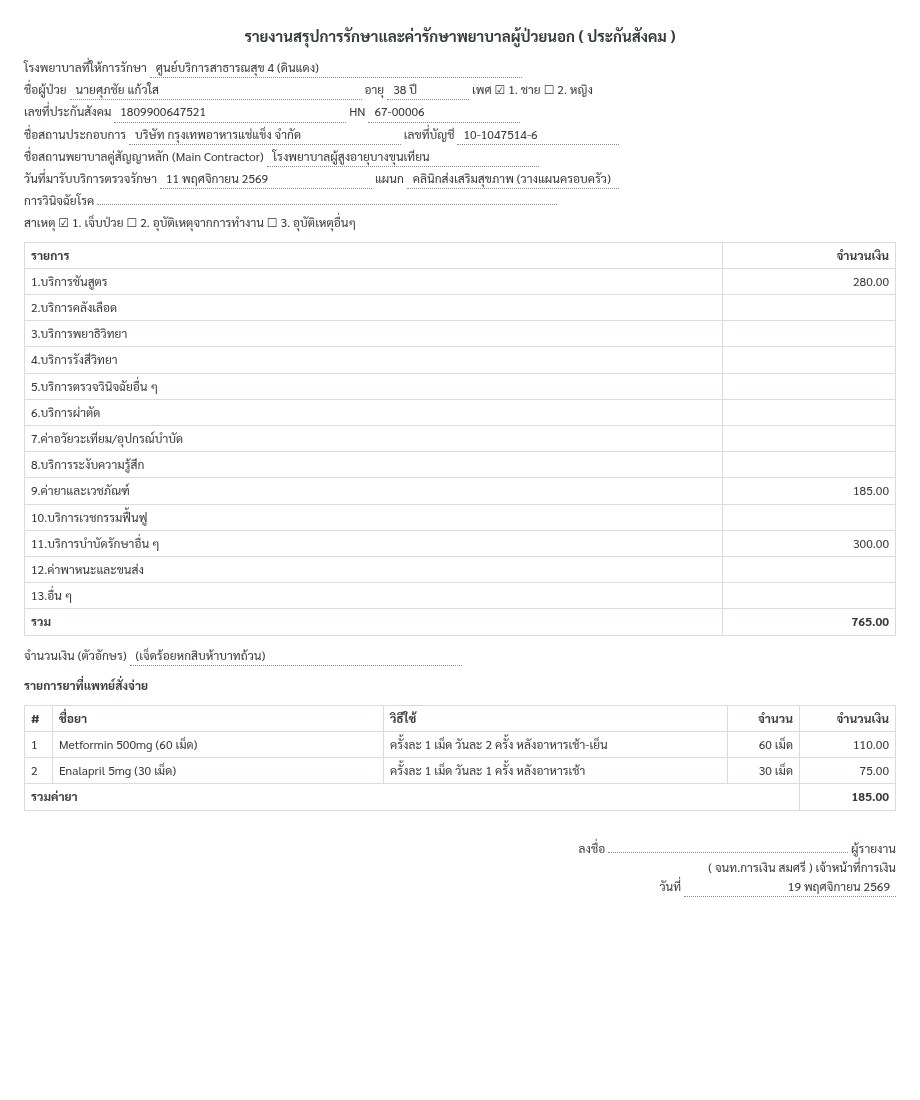 รายงานสรุปการรักษาและค่ารักษาพยาบาลผู้ป่วยนอก ( ประกันสังคม )
โรงพยาบาลที่ให้การรักษา ศูนย์บริการสาธารณสุข 4 (ดินแดง)
ชื่อผู้ป่วย นายศุภชัย แก้วใส อายุ 38 ปี เพศ ☑ 1. ชาย ☐ 2. หญิง
เลขที่ประกันสังคม 1809900647521 HN 67-00006
ชื่อสถานประกอบการ บริษัท กรุงเทพอาหารแช่แข็ง จำกัด เลขที่บัญชี 10-1047514-6
ชื่อสถานพยาบาลคู่สัญญาหลัก (Main Contractor) โรงพยาบาลผู้สูงอายุบางขุนเทียน
วันที่มารับบริการตรวจรักษา 11 พฤศจิกายน 2569 แผนก คลินิกส่งเสริมสุขภาพ (วางแผนครอบครัว)
การวินิจฉัยโรค
สาเหตุ ☑ 1. เจ็บป่วย ☐ 2. อุบัติเหตุจากการทำงาน ☐ 3. อุบัติเหตุอื่นๆ
รายการ จำนวนเงิน
1.บริการชันสูตร 280.00
2.บริการคลังเลือด
3.บริการพยาธิวิทยา
4.บริการรังสีวิทยา
5.บริการตรวจวินิจฉัยอื่น ๆ
6.บริการผ่าตัด
7.ค่าอวัยวะเทียม/อุปกรณ์บำบัด
8.บริการระงับความรู้สึก
9.ค่ายาและเวชภัณฑ์ 185.00
10.บริการเวชกรรมฟื้นฟู
11.บริการบำบัดรักษาอื่น ๆ 300.00
12.ค่าพาหนะและขนส่ง
13.อื่น ๆ
รวม 765.00
จำนวนเงิน (ตัวอักษร) (เจ็ดร้อยหกสิบห้าบาทถ้วน)
รายการยาที่แพทย์สั่งจ่าย
# ชื่อยา วิธีใช้ จำนวน จำนวนเงิน
1 Metformin 500mg (60 เม็ด) ครั้งละ 1 เม็ด วันละ 2 ครั้ง หลังอาหารเช้า-เย็น 60 เม็ด 110.00
2 Enalapril 5mg (30 เม็ด) ครั้งละ 1 เม็ด วันละ 1 ครั้ง หลังอาหารเช้า 30 เม็ด 75.00
รวมค่ายา 185.00
ลงชื่อ ผู้รายงาน
( จนท.การเงิน สมศรี ) เจ้าหน้าที่การเงิน
วันที่ 19 พฤศจิกายน 2569